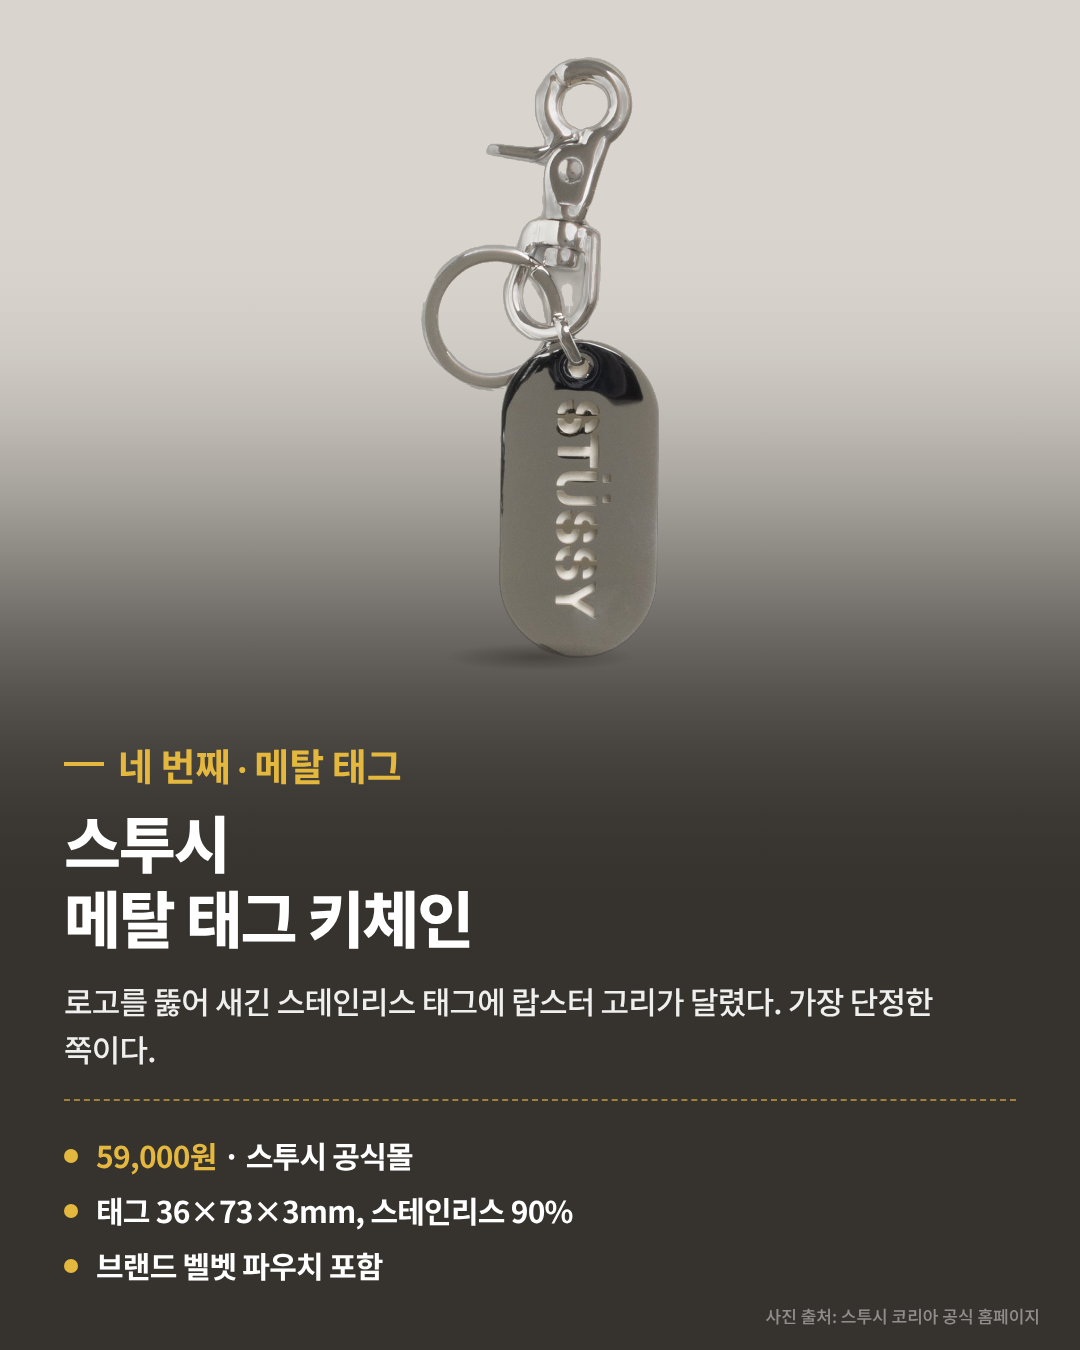 STÜSSY
네 번째 · 메탈 태그
스투시
메탈 태그 키체인
로고를 뚫어 새긴 스테인리스 태그에 랍스터 고리가 달렸다. 가장 단정한
쪽이다.
59,000원 · 스투시 공식몰
태그 36×73×3mm, 스테인리스 90%
브랜드 벨벳 파우치 포함
사진 출처: 스투시 코리아 공식 홈페이지